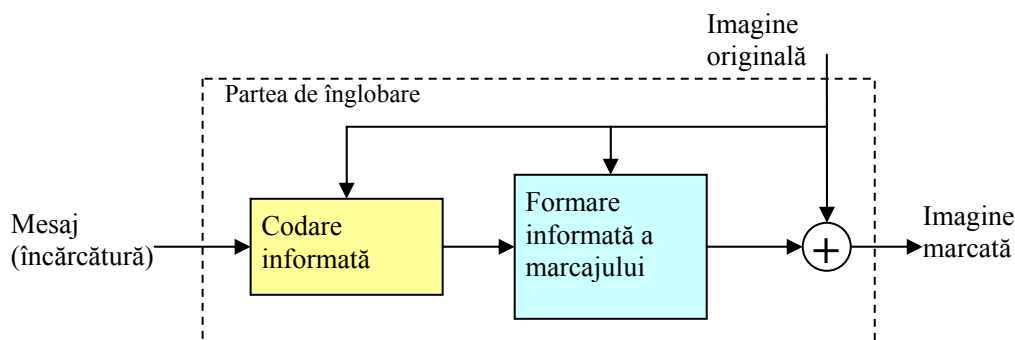 Imagine
originală
Partea de înglobare
Mesaj
(încărcătură)
Codare
informată
Formare
informată a
marcajului
+
Imagine
marcată